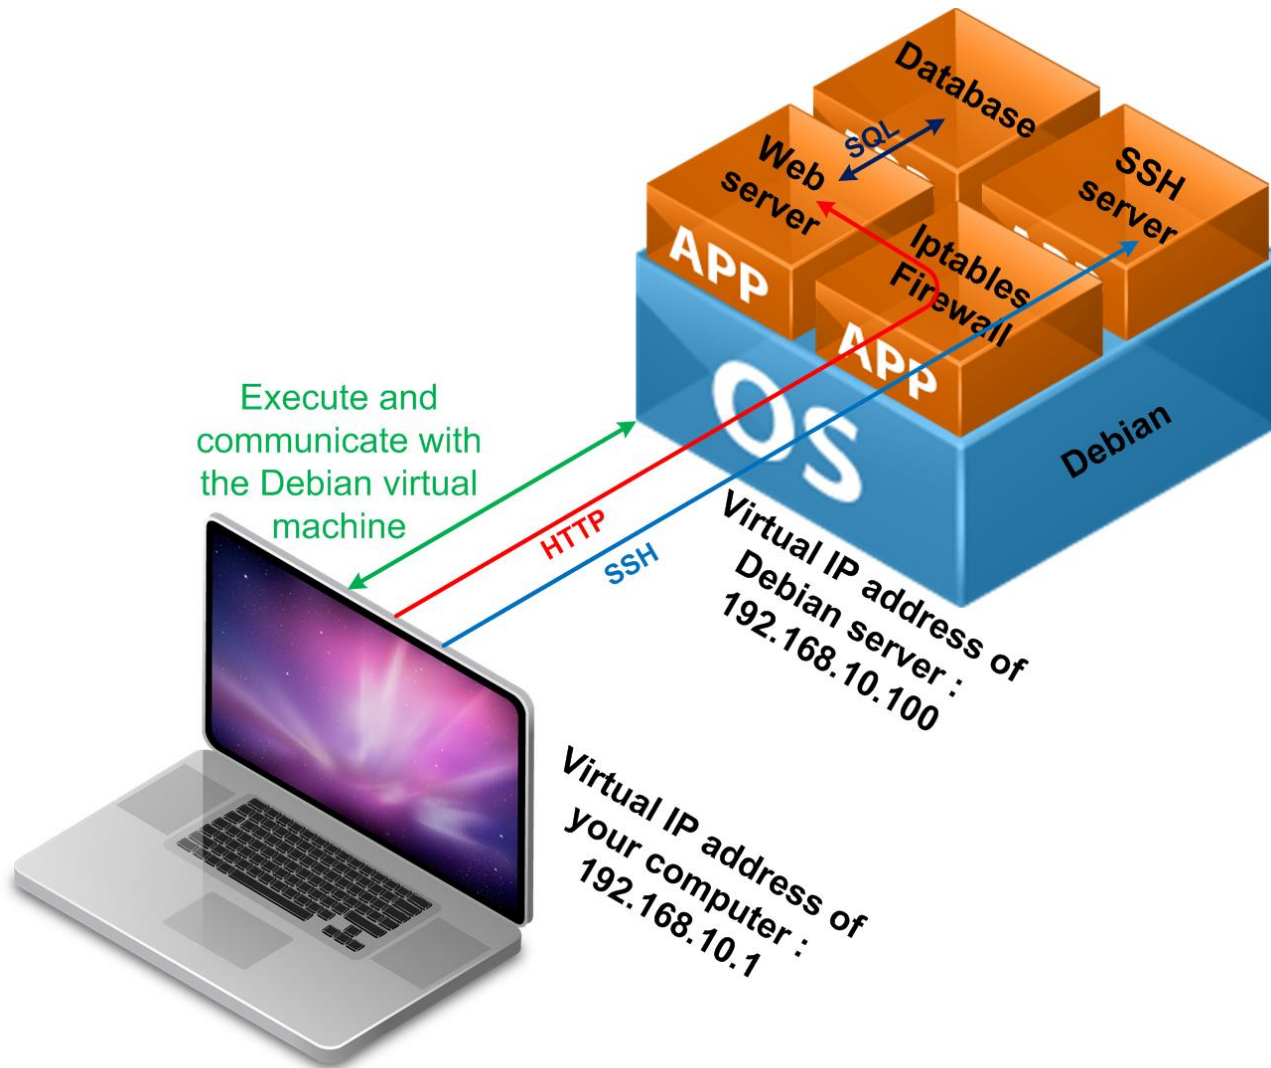 Database
SQL
Web
server
SSH
server
Iptables
Firewall
APP
APP
OS
Debian
Execute and
communicate with
the Debian virtual
machine
HTTP
SSH
Virtual IP address of
Debian server :
192.168.10.100
Virtual IP address of
your computer :
192.168.10.1